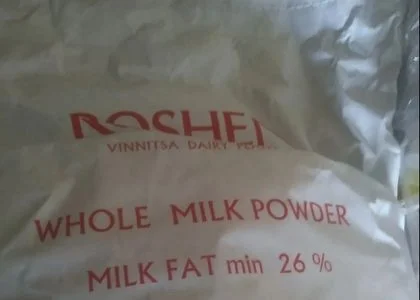 ROSHEN
VINNITSA DAIRY
WHOLE MILK POWDER
MILK FAT min 26 %